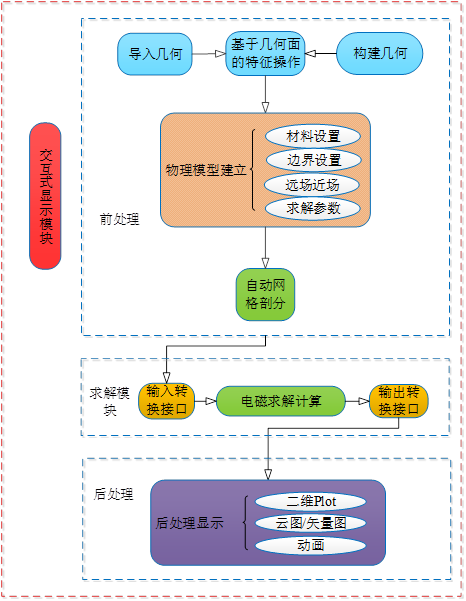 导入几何
基于几何面
的特征操作
构建几何
交互式显示模块
物理模型建立
材料设置
边界设置
远场近场
求解参数
前处理
自动网
格剖分
求解模
块
输入转
换接口
电磁求解计算
输出转
换接口
后处理
后处理显示
二维Plot
云图/矢量图
动画